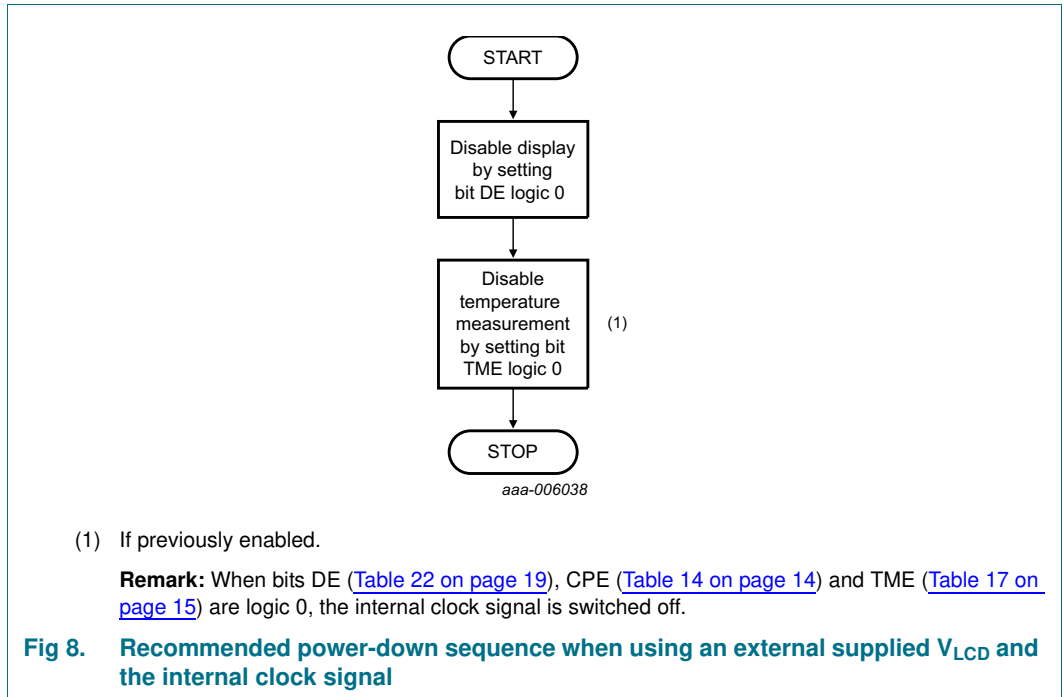 START
Disable display
by setting
bit DE logic 0
Disable
temperature
measurement
by setting bit
TME logic 0
(1)
STOP
aaa-006038
(1) If previously enabled.
Remark: When bits DE (Table 22 on page 19), CPE (Table 14 on page 14) and TME (Table 17 on
page 15) are logic 0, the internal clock signal is switched off.
Fig 8. Recommended power-down sequence when using an external supplied VLCD and
the internal clock signal